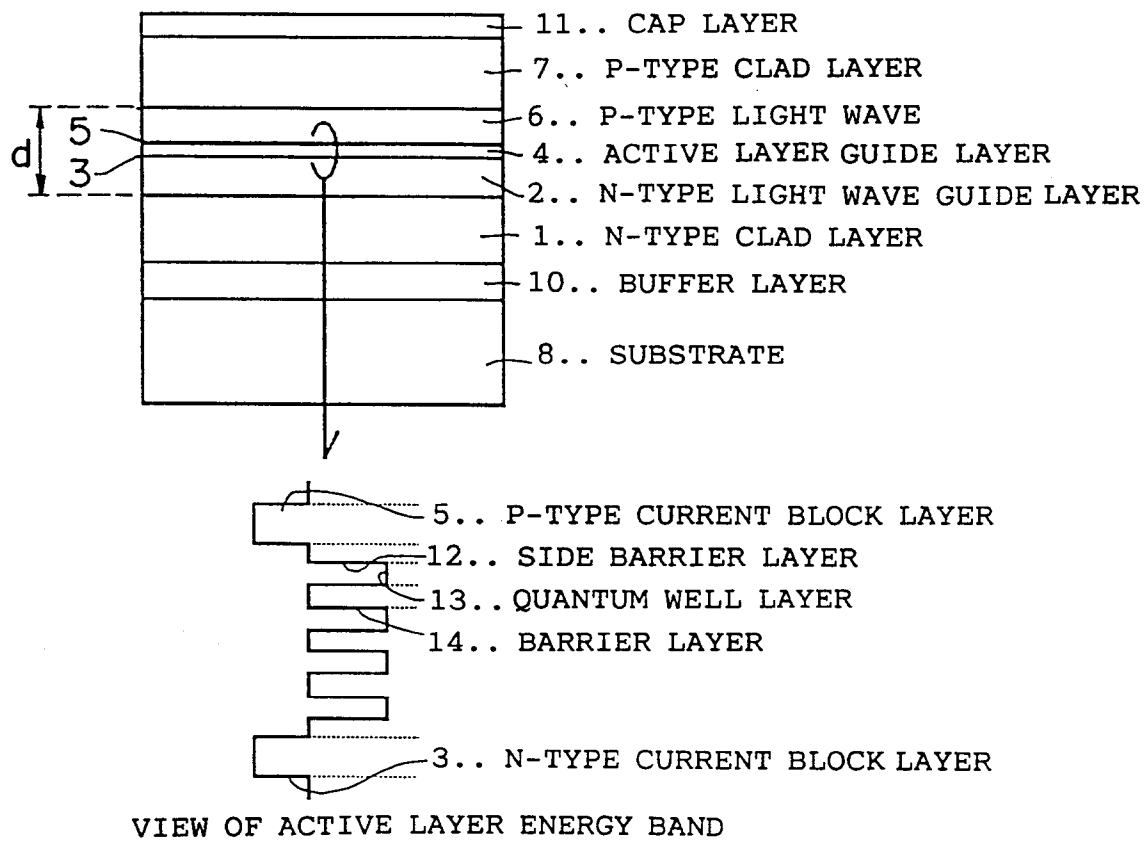 11.. CAP LAYER
7.. P-TYPE CLAD LAYER
6.. P-TYPE LIGHT WAVE
5
4.. ACTIVE LAYER GUIDE LAYER
d
3
2.. N-TYPE LIGHT WAVE GUIDE LAYER
1.. N-TYPE CLAD LAYER
10.. BUFFER LAYER
8.. SUBSTRATE
5.. P-TYPE CURRENT BLOCK LAYER
12.. SIDE BARRIER LAYER
13.. QUANTUM WELL LAYER
14.. BARRIER LAYER
3.. N-TYPE CURRENT BLOCK LAYER
VIEW OF ACTIVE LAYER ENERGY BAND